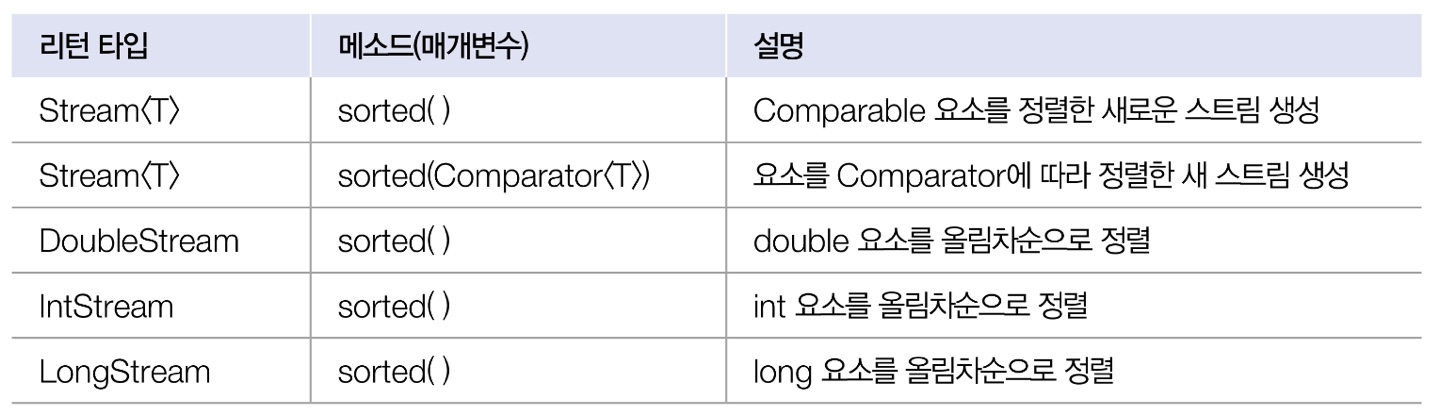 리턴 타입 메소드(매개변수) 설명
Stream〈T〉 sorted( ) Comparable 요소를 정렬한 새로운 스트림 생성
Stream〈T〉 sorted(Comparator〈T〉) 요소를 Comparator에 따라 정렬한 새 스트림 생성
DoubleStream sorted( ) double 요소를 올림차순으로 정렬
IntStream sorted( ) int 요소를 올림차순으로 정렬
LongStream sorted( ) long 요소를 올림차순으로 정렬